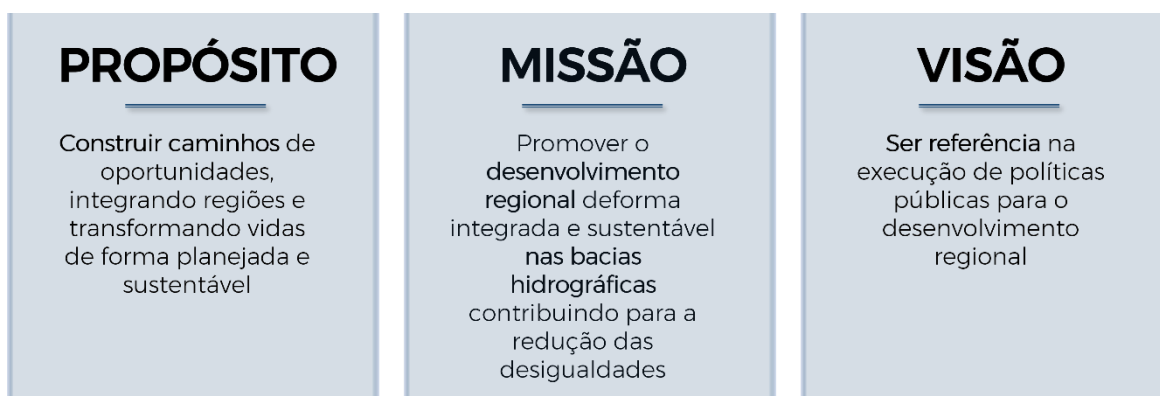 PROPÓSITO
Construir caminhos de
oportunidades,
integrando regiões e
transformando vidas
de forma planejada e
sustentável
MISSÃO
Promover o
desenvolvimento
regional deforma
integrada e sustentável
nas bacias
hidrográficas
contribuindo para a
redução das
desigualdades
VISÃO
Ser referência na
execução de políticas
públicas para o
desenvolvimento
regional